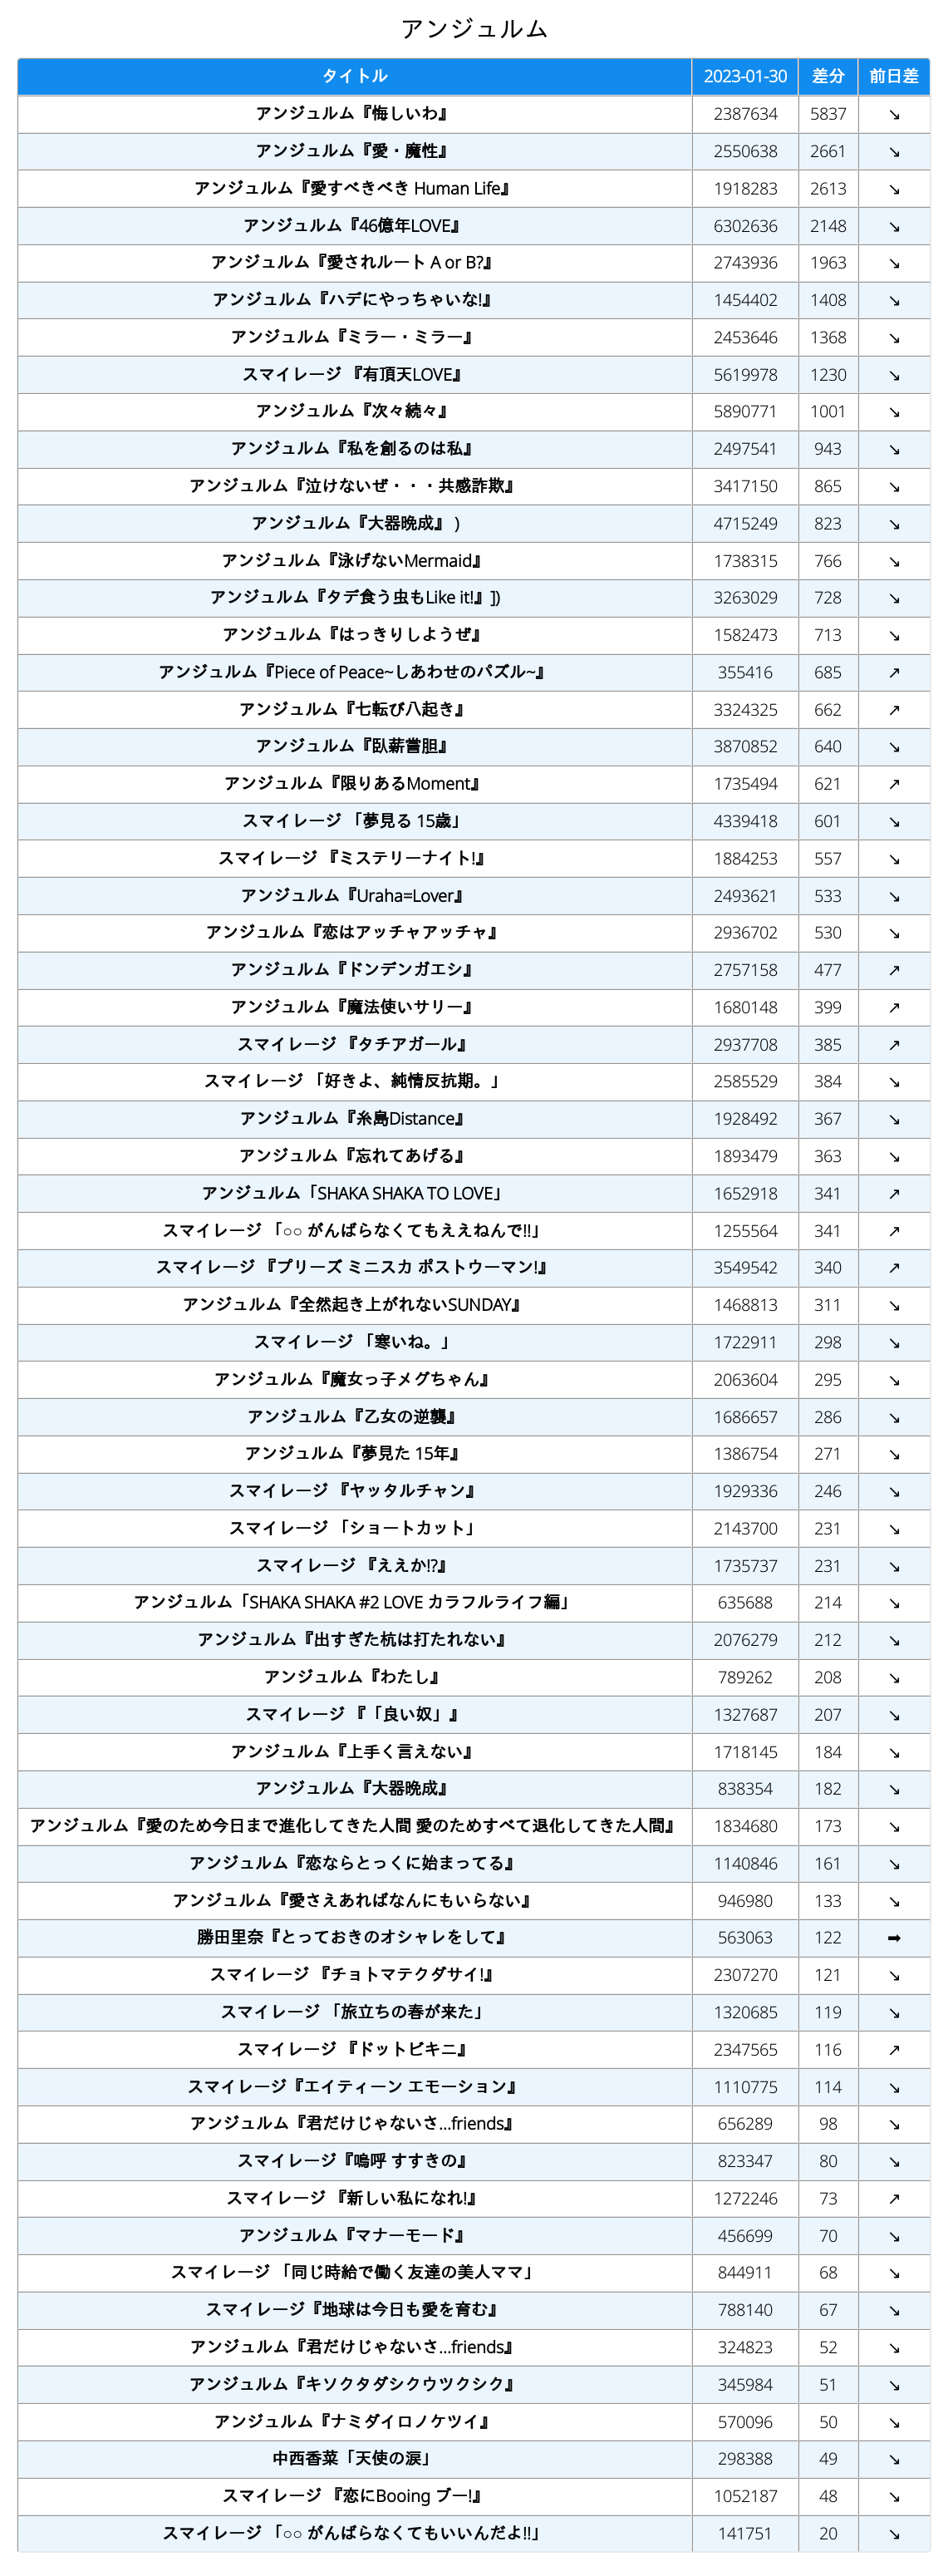 アンジュルム
タイトル 2023-01-30 差分 前日差
アンジュルム『悔しいわ』 2387634 5837 ↘
アンジュルム『愛・魔性』 2550638 2661 ↘
アンジュルム『愛すべきべき Human Life』 1918283 2613 ↘
アンジュルム『46億年LOVE』 6302636 2148 ↘
アンジュルム『愛されルート A or B?』 2743936 1963 ↘
アンジュルム『ハデにやっちゃいな!』 1454402 1408 ↘
アンジュルム『ミラー・ミラー』 2453646 1368 ↘
スマイレージ 『有頂天LOVE』 5619978 1230 ↘
アンジュルム『次々続々』 5890771 1001 ↘
アンジュルム『私を創るのは私』 2497541 943 ↘
アンジュルム『泣けないぜ・・・共感詐欺』 3417150 865 ↘
アンジュルム『大器晩成』 ) 4715249 823 ↘
アンジュルム『泳げないMermaid』 1738315 766 ↘
アンジュルム『タデ食う虫もLike it!』]) 3263029 728 ↘
アンジュルム『はっきりしようぜ』 1582473 713 ↘
アンジュルム『Piece of Peace~しあわせのパズル~』 355416 685 ↗
アンジュルム『七転び八起き』 3324325 662 ↗
アンジュルム『臥薪嘗胆』 3870852 640 ↘
アンジュルム『限りあるMoment』 1735494 621 ↗
スマイレージ 「夢見る 15歳」 4339418 601 ↘
スマイレージ 『ミステリーナイト!』 1884253 557 ↘
アンジュルム『Uraha=Lover』 2493621 533 ↘
アンジュルム『恋はアッチャアッチャ』 2936702 530 ↘
アンジュルム『ドンデンガエシ』 2757158 477 ↗
アンジュルム『魔法使いサリー』 1680148 399 ↗
スマイレージ 『タチアガール』 2937708 385 ↗
スマイレージ 「好きよ、純情反抗期。」 2585529 384 ↘
アンジュルム『糸島Distance』 1928492 367 ↘
アンジュルム『忘れてあげる』 1893479 363 ↘
アンジュルム「SHAKA SHAKA TO LOVE」 1652918 341 ↗
スマイレージ 「○○ がんばらなくてもええねんで!!」 1255564 341 ↗
スマイレージ 『プリーズ ミニスカ ポストウーマン!』 3549542 340 ↗
アンジュルム『全然起き上がれないSUNDAY』 1468813 311 ↘
スマイレージ 「寒いね。」 1722911 298 ↘
アンジュルム『魔女っ子メグちゃん』 2063604 295 ↘
アンジュルム『乙女の逆襲』 1686657 286 ↘
アンジュルム『夢見た 15年』 1386754 271 ↘
スマイレージ 『ヤッタルチャン』 1929336 246 ↘
スマイレージ 「ショートカット」 2143700 231 ↘
スマイレージ 『ええか!?』 1735737 231 ↘
アンジュルム「SHAKA SHAKA #2 LOVE カラフルライフ編」 635688 214 ↘
アンジュルム『出すぎた杭は打たれない』 2076279 212 ↘
アンジュルム『わたし』 789262 208 ↘
スマイレージ 『「良い奴」』 1327687 207 ↘
アンジュルム『上手く言えない』 1718145 184 ↘
アンジュルム『大器晩成』 838354 182 ↘
アンジュルム『愛のため今日まで進化してきた人間 愛のためすべて退化してきた人間』 1834680 173 ↘
アンジュルム『恋ならとっくに始まってる』 1140846 161 ↘
アンジュルム『愛さえあればなんにもいらない』 946980 133 ↘
勝田里奈『とっておきのオシャレをして』 563063 122 ➡
スマイレージ 『チョトマテクダサイ!』 2307270 121 ↘
スマイレージ 「旅立ちの春が来た」 1320685 119 ↘
スマイレージ 『ドットビキニ』 2347565 116 ↗
スマイレージ『エイティーン エモーション』 1110775 114 ↘
アンジュルム『君だけじゃないさ...friends』 656289 98 ↘
スマイレージ『嗚呼 すすきの』 823347 80 ↘
スマイレージ 『新しい私になれ!』 1272246 73 ↗
アンジュルム『マナーモード』 456699 70 ↘
スマイレージ 「同じ時給で働く友達の美人ママ」 844911 68 ↘
スマイレージ『地球は今日も愛を育む』 788140 67 ↘
アンジュルム『君だけじゃないさ...friends』 324823 52 ↘
アンジュルム『キソクタダシクウツクシク』 345984 51 ↘
アンジュルム『ナミダイロノケツイ』 570096 50 ↘
中西香菜「天使の涙」 298388 49 ↘
スマイレージ 『恋にBooing ブー!』 1052187 48 ↘
スマイレージ 「○○ がんばらなくてもいいんだよ!!」 141751 20 ↘